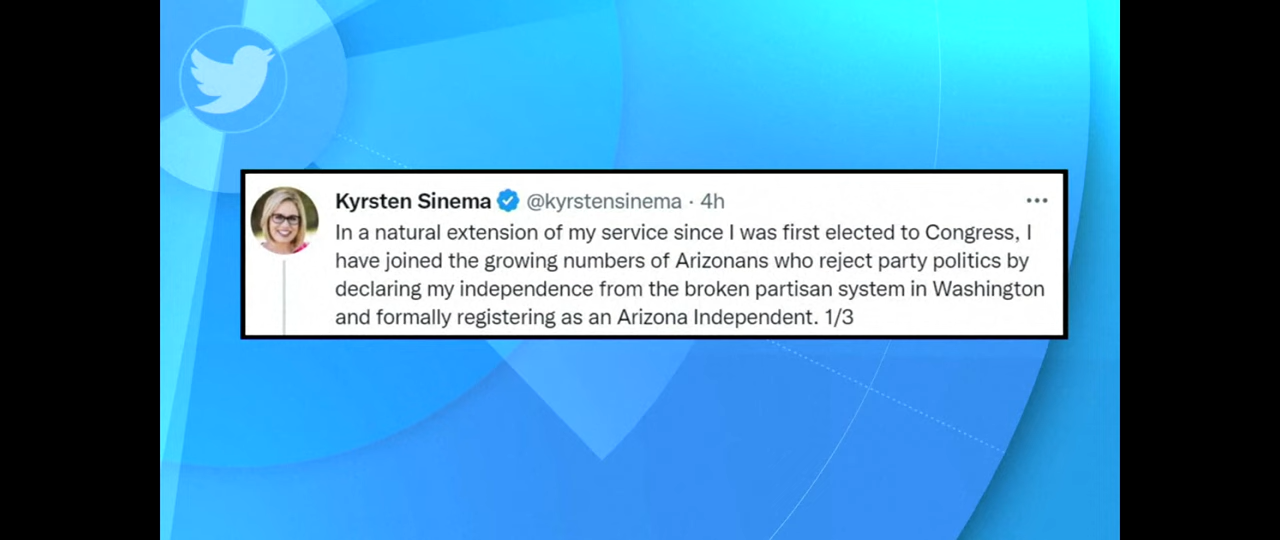 Kyrsten Sinema @kyrstensinema · 4h
In a natural extension of my service since I was first elected to Congress, I
have joined the growing numbers of Arizonans who reject party politics by
declaring my independence from the broken partisan system in Washington
and formally registering as an Arizona Independent. 1/3